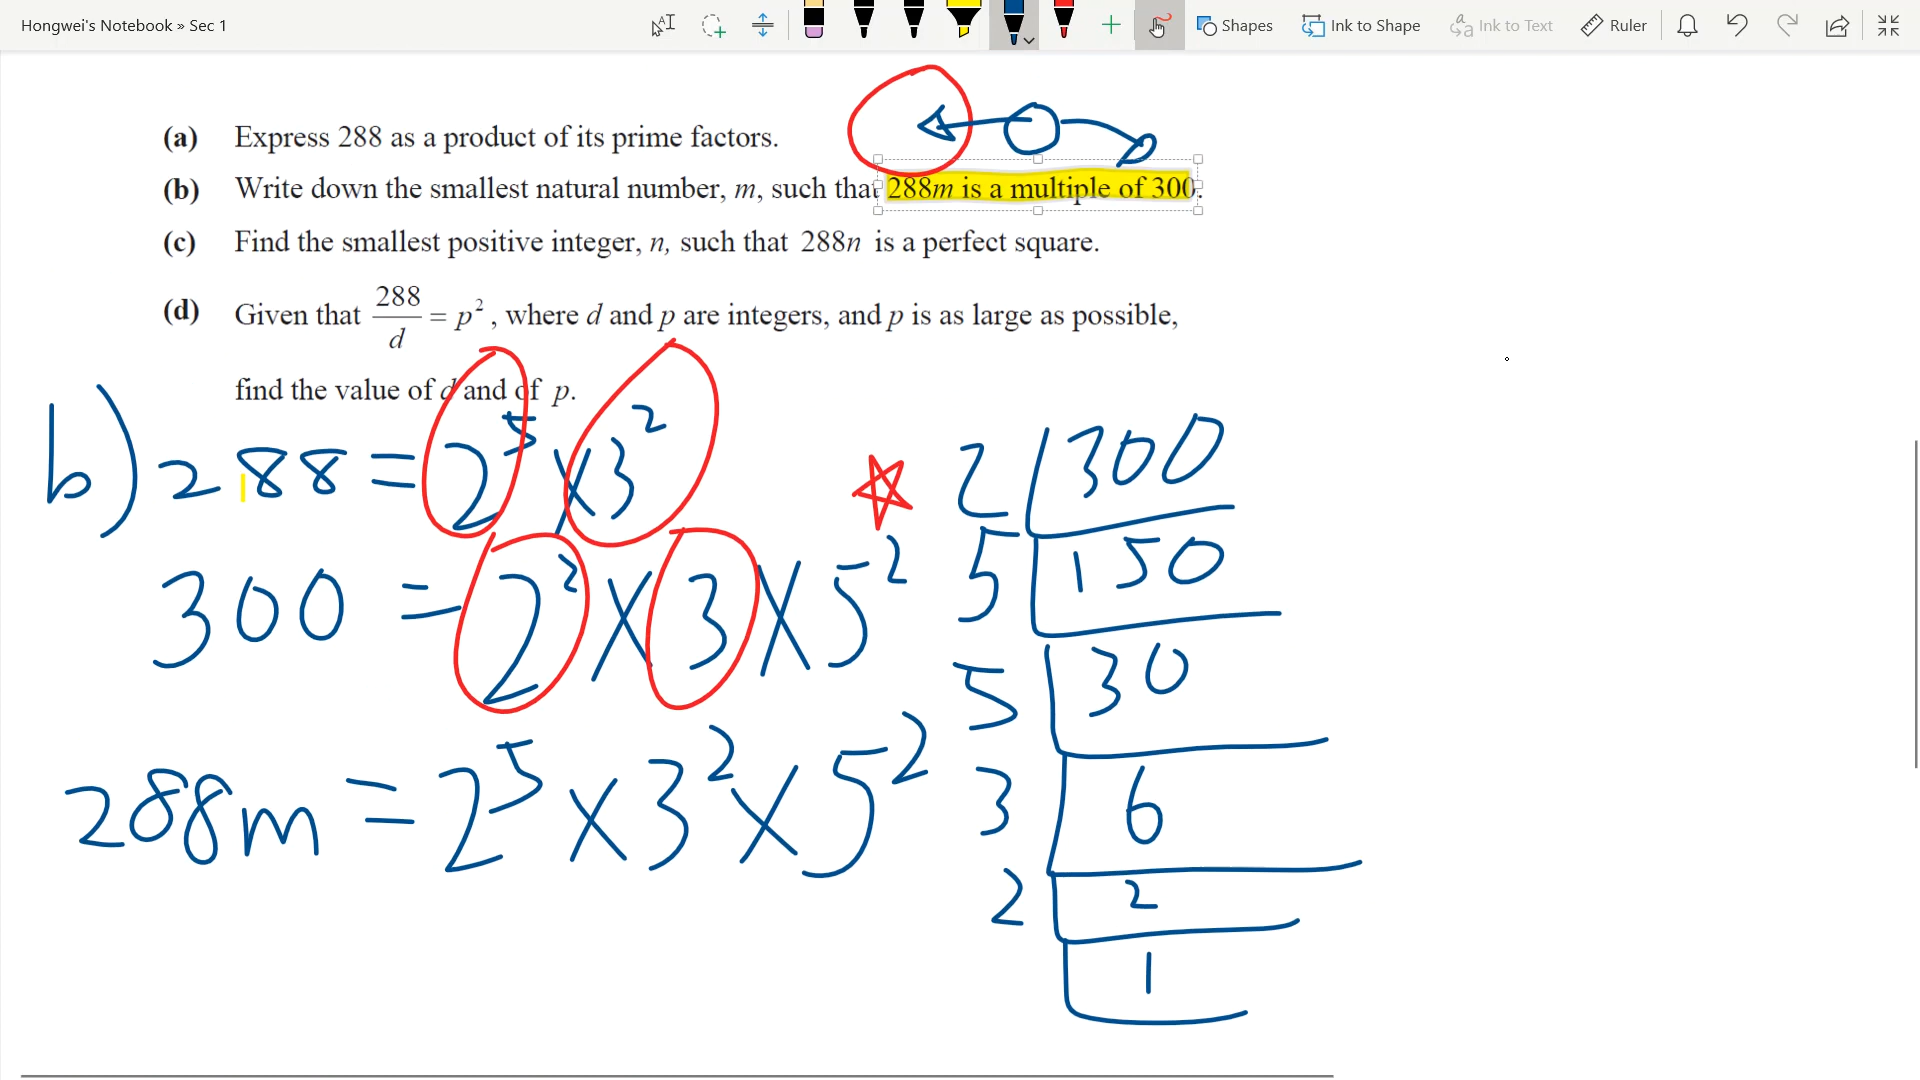 Hongwei's Notebook » Sec 1
Shapes
Ink to Shape
Ink to Text
Ruler
(a) Express 288 as a product of its prime factors.
(b) Write down the smallest natural number, m, such that 288m is a multiple of 300.
(c) Find the smallest positive integer, n, such that 288n is a perfect square.
(d) Given that 288/d = p², where d and p are integers, and p is as large as possible,
find the value of d and of p.
b) 288 = 2⁵ × 3²
300 = 2² × 3 × 5²
288m = 2⁵ × 3² × 5²
2 | 300
5 | 150
5 | 30
3 | 6
2 | 2
1